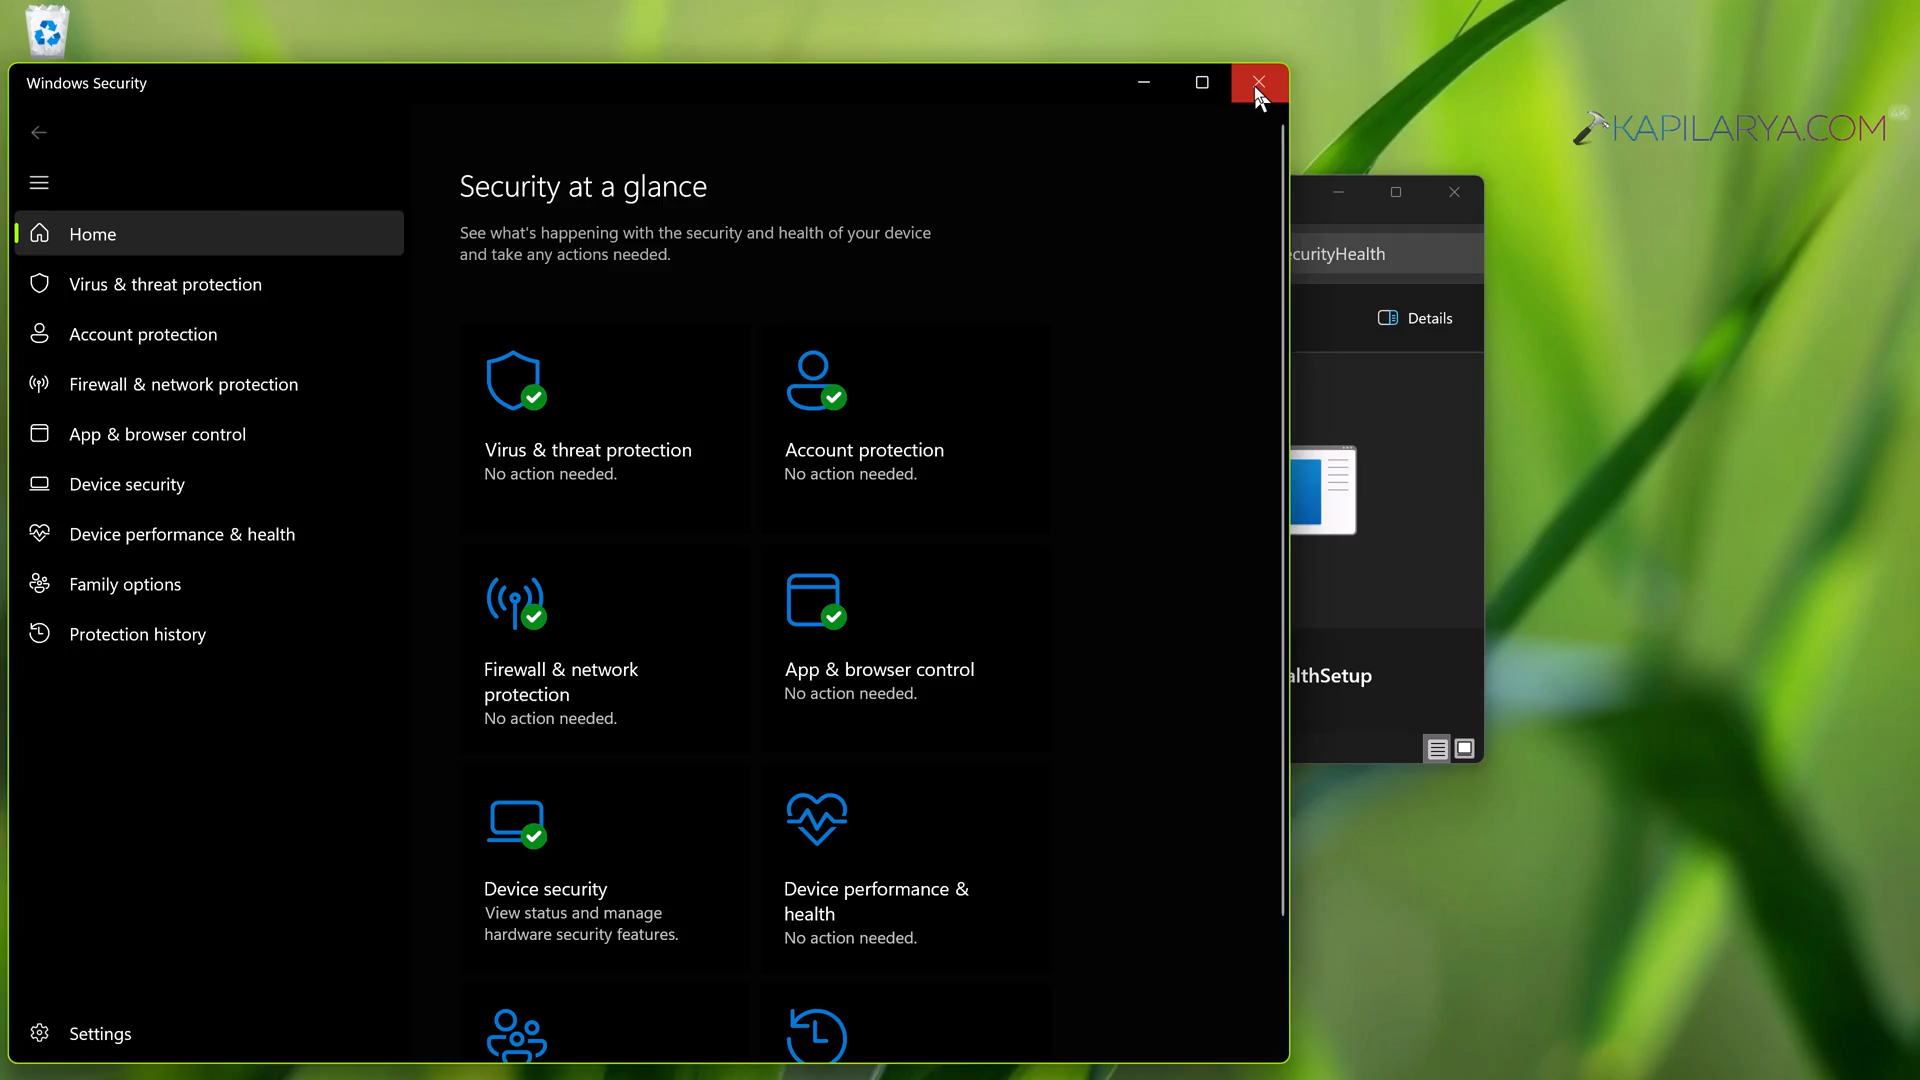 Windows Security
KAPILARYA.COM
4K
Home
Virus & threat protection
Account protection
Firewall & network protection
App & browser control
Device security
Device performance & health
Family options
Protection history
Settings
Security at a glance
See what's happening with the security and health of your device
and take any actions needed.
Virus & threat protection
No action needed.
Account protection
No action needed.
Firewall & network
protection
No action needed.
App & browser control
No action needed.
Device security
View status and manage
hardware security features.
Device performance &
health
No action needed.
curityHealth
Details
althSetup